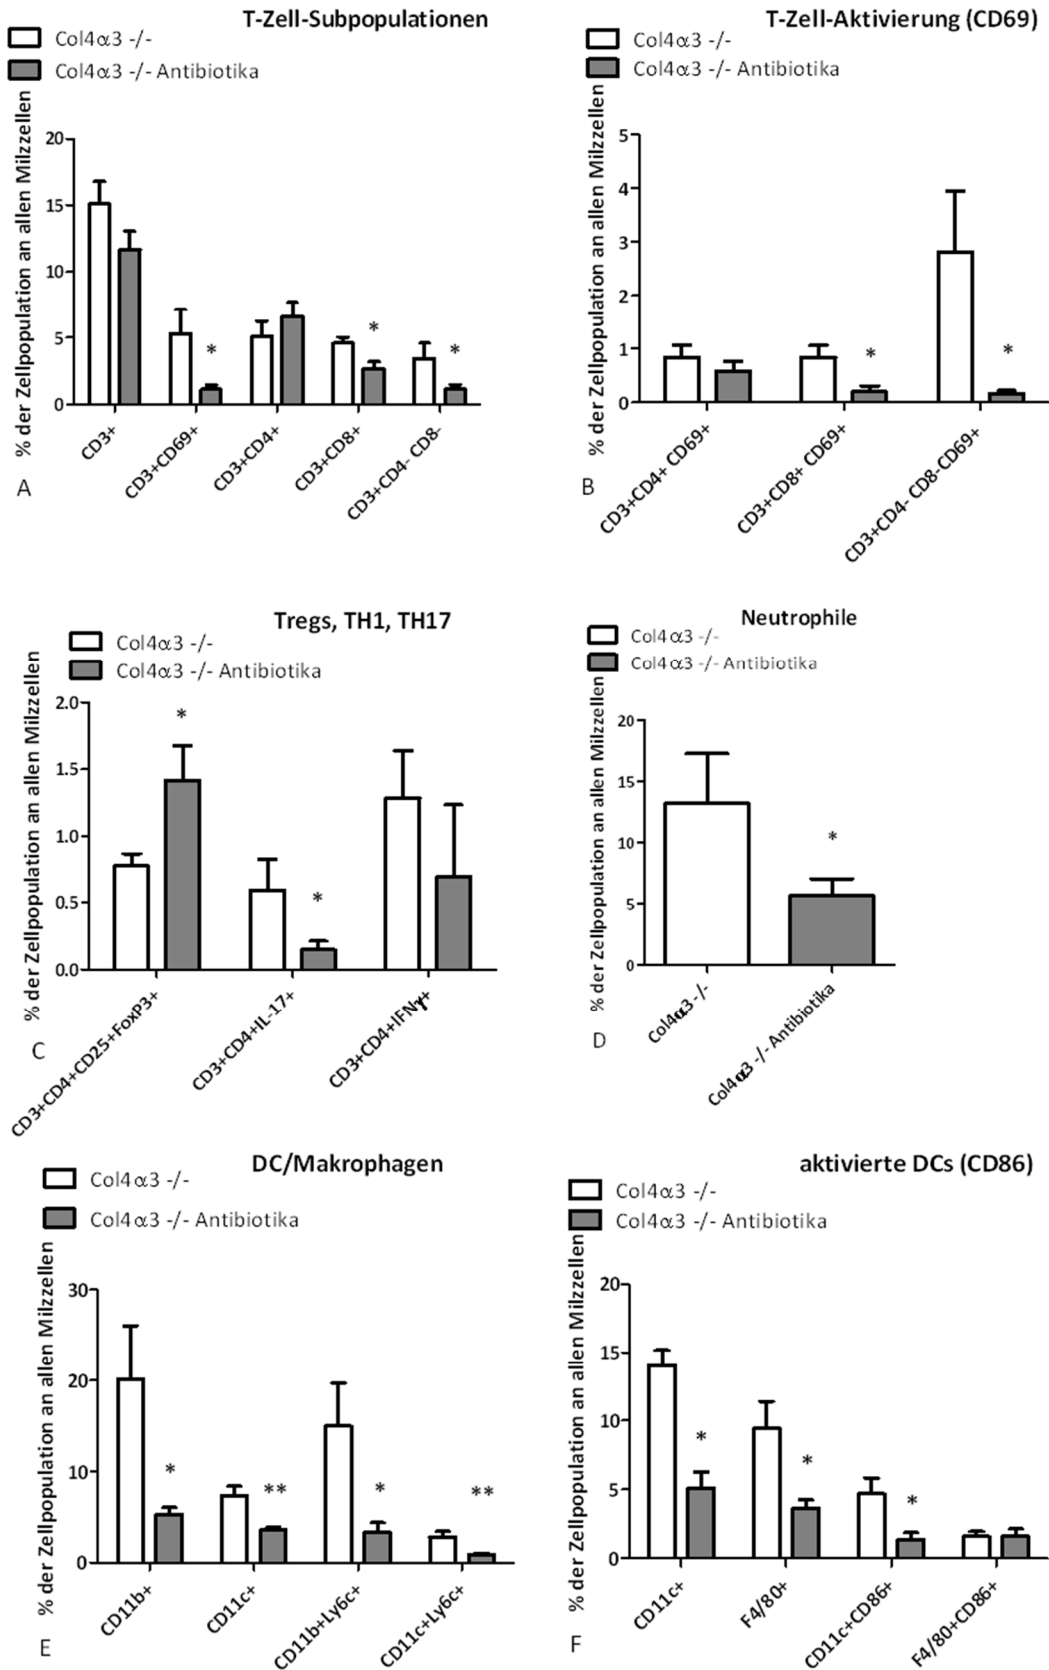 T-Zell-Subpopulationen
Col4α3 -/-
Col4α3 -/- Antibiotika
% der Zellpopulation an allen Milzzellen
20
15
10
5
0
*
*
*
CD3+
CD3+CD69+
CD3+CD4+
CD3+CD8+
CD3+CD4- CD8-
A
T-Zell-Aktivierung (CD69)
Col4α3 -/-
Col4α3 -/- Antibiotika
% der Zellpopulation an allen Milzzellen
5
4
3
2
1
0
*
*
CD3+CD4+ CD69+
CD3+CD8+ CD69+
CD3+CD4- CD8-CD69+
B
Tregs, TH1, TH17
Col4α3 -/-
Col4α3 -/- Antibiotika
% der Zellpopulation an allen Milzzellen
2.0
1.5
1.0
0.5
0.0
*
*
CD3+CD4+CD25+FoxP3+
CD3+CD4+IL-17+
CD3+CD4+IFNγ+
C
Neutrophile
Col4α3 -/-
Col4α3 -/- Antibiotika
% der Zellpopulation an allen Milzzellen
20
15
10
5
0
*
Col4α3 -/-
Col4α3 -/- Antibiotika
D
DC/Makrophagen
Col4α3 -/-
Col4α3 -/- Antibiotika
% der Zellpopulation an allen Milzzellen
30
20
10
0
*
**
*
**
CD11b+
CD11c+
CD11b+Ly6c+
CD11c+Ly6c+
E
aktivierte DCs (CD86)
Col4α3 -/-
Col4α3 -/- Antibiotika
% der Zellpopulation an allen Milzzellen
20
15
10
5
0
*
*
*
CD11c+
F4/80+
CD11c+CD86+
F4/80+CD86+
F